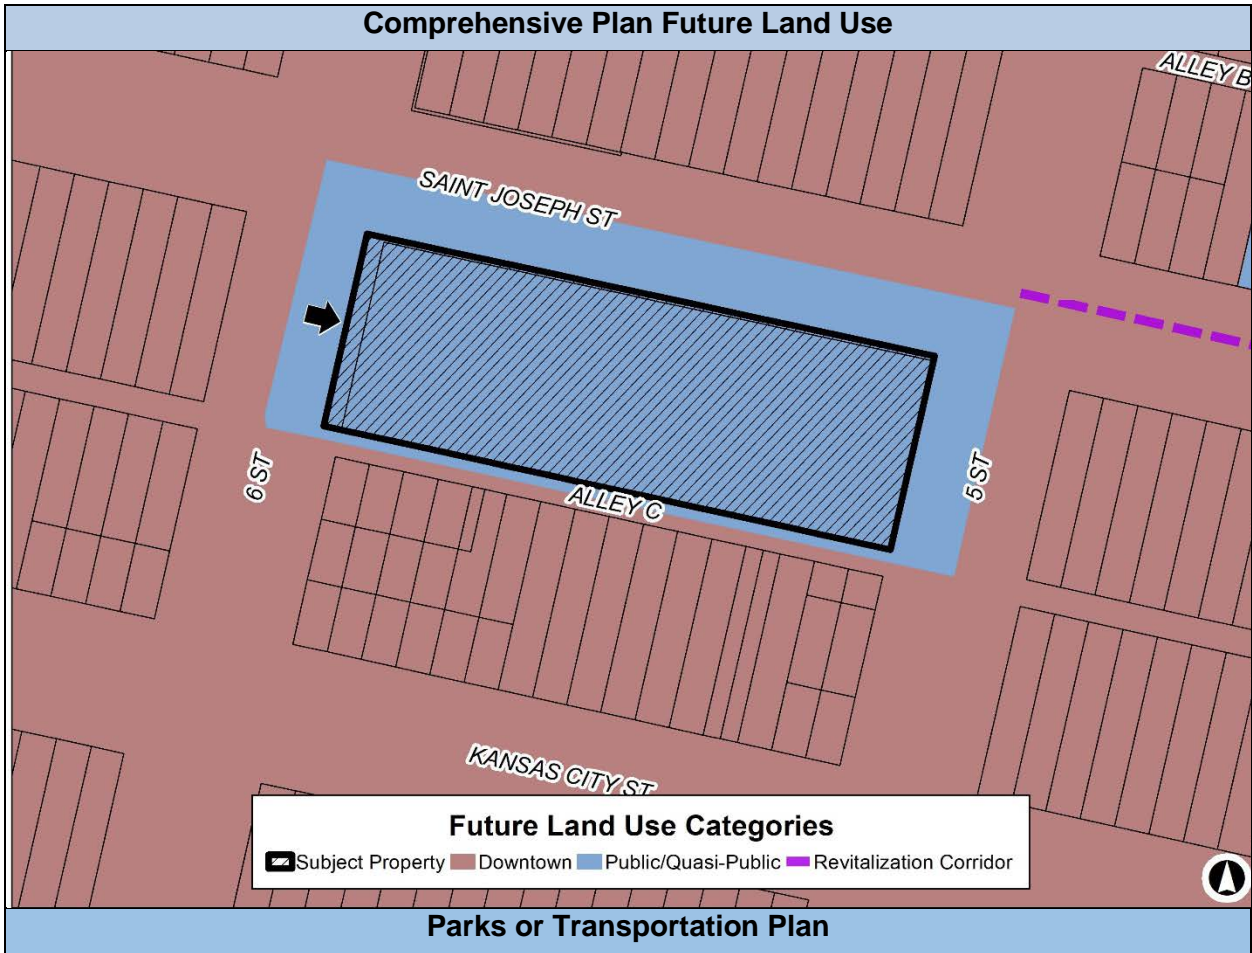 Comprehensive Plan Future Land Use
ALLEY B
SAINT JOSEPH ST
6 ST
5 ST
ALLEY C
KANSAS CITY ST
Future Land Use Categories
Subject Property Downtown Public/Quasi-Public Revitalization Corridor
Parks or Transportation Plan